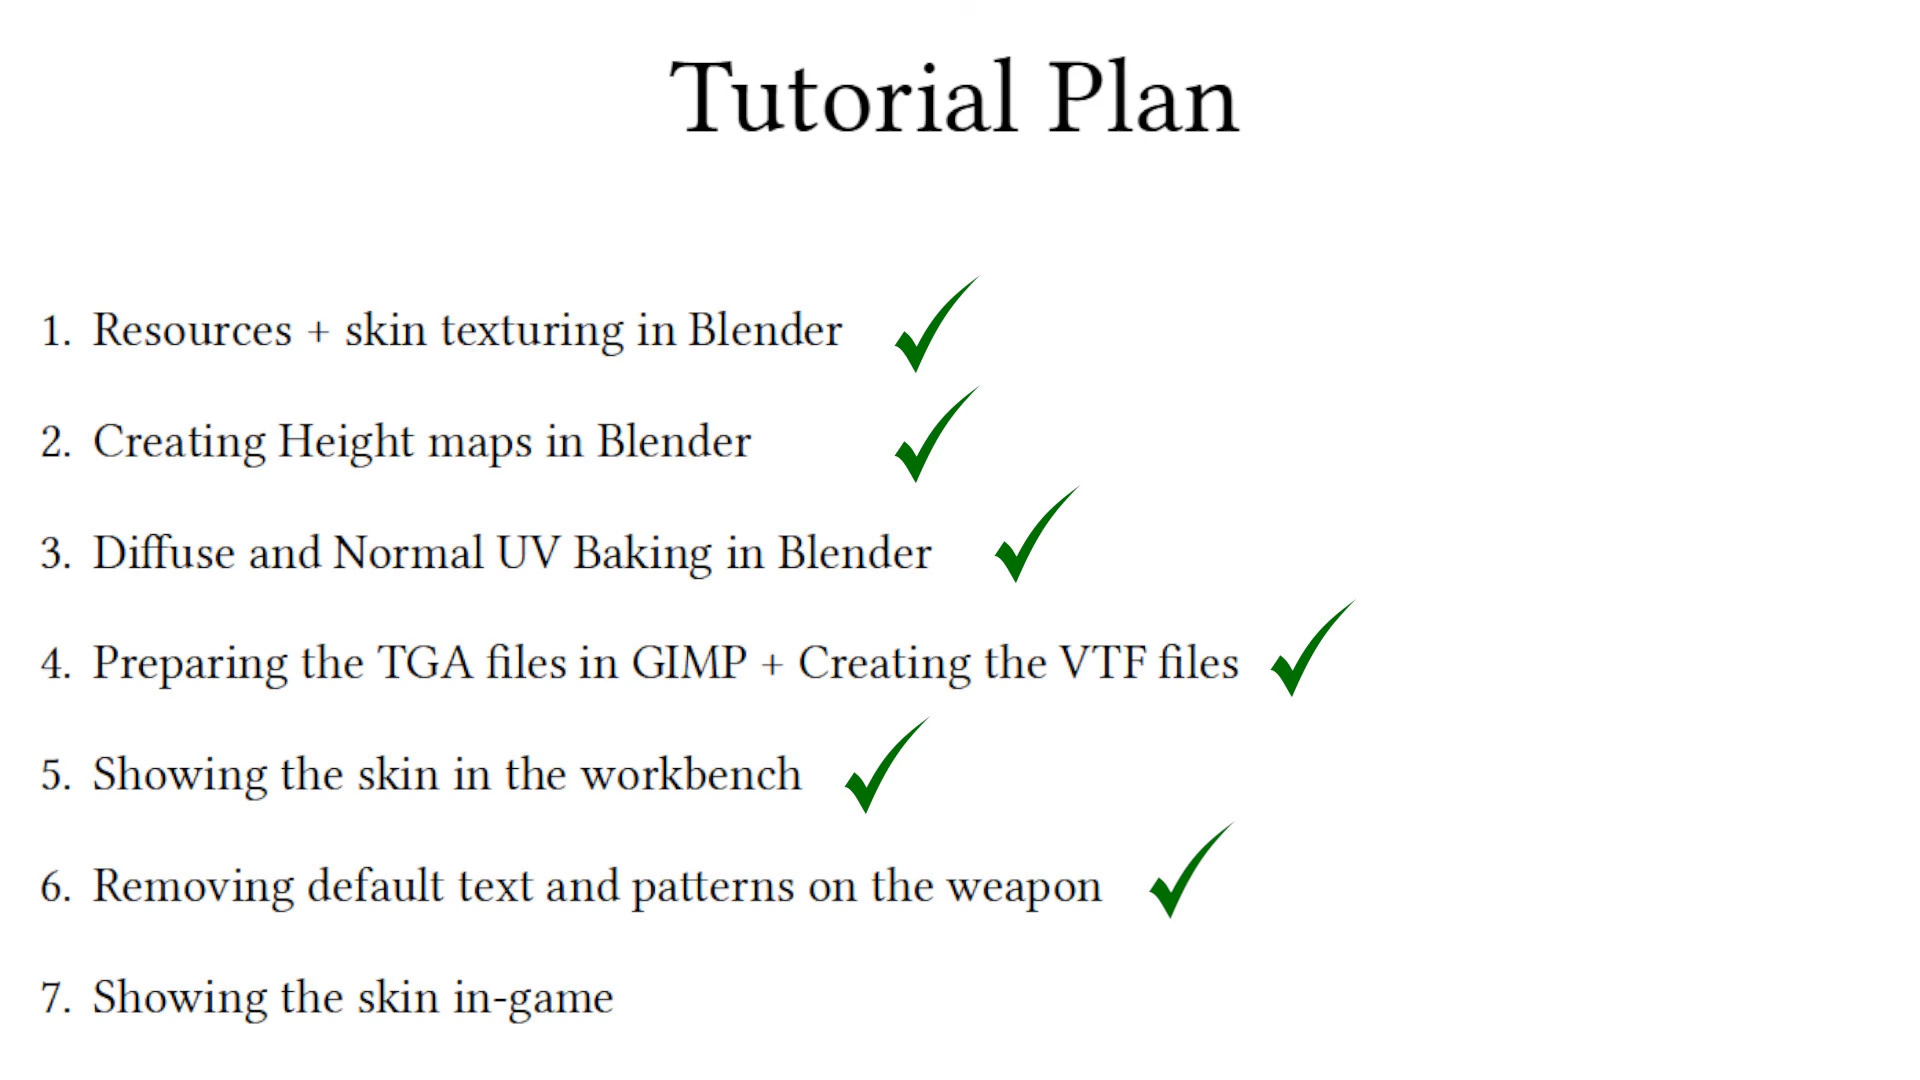 Tutorial Plan
1. Resources + skin texturing in Blender
2. Creating Height maps in Blender
3. Diffuse and Normal UV Baking in Blender
4. Preparing the TGA files in GIMP + Creating the VTF files
5. Showing the skin in the workbench
6. Removing default text and patterns on the weapon
7. Showing the skin in-game